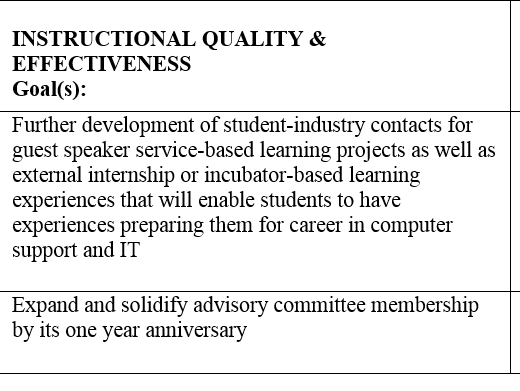 INSTRUCTIONAL QUALITY &
EFFECTIVENESS
Goal(s):
Further development of student-industry contacts for
guest speaker service-based learning projects as well as
external internship or incubator-based learning
experiences that will enable students to have
experiences preparing them for career in computer
support and IT
Expand and solidify advisory committee membership
by its one year anniversary